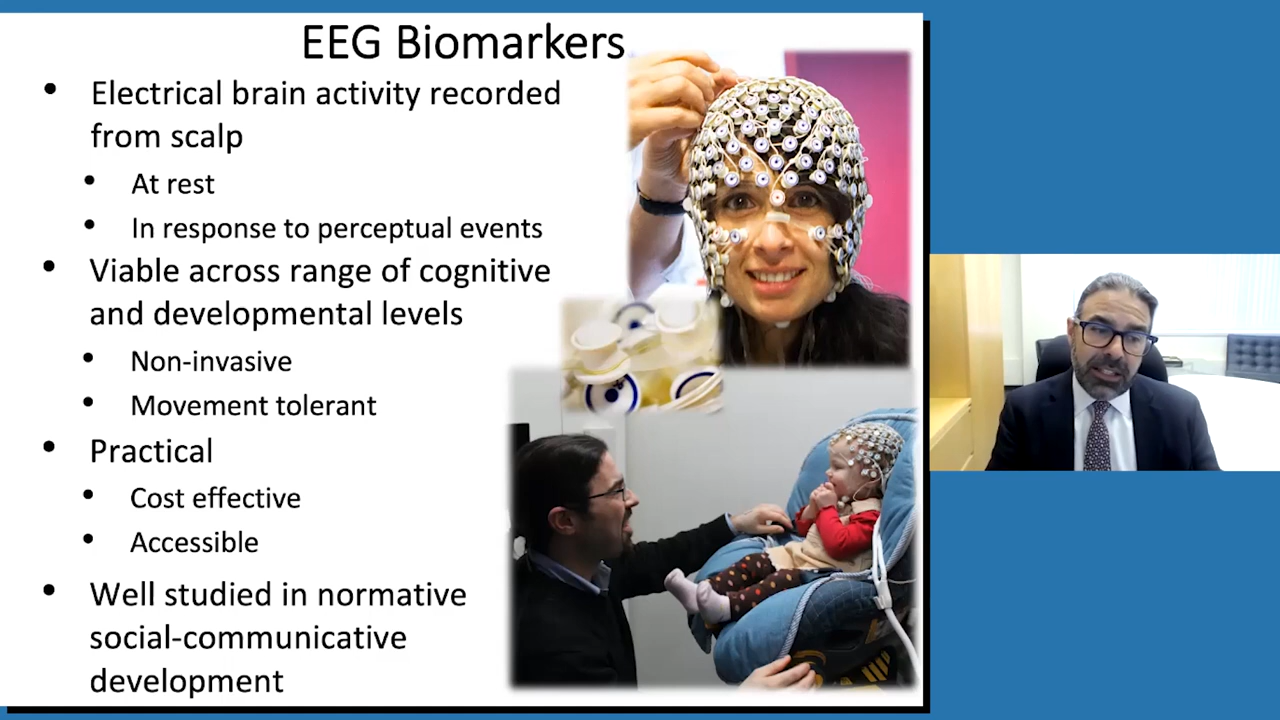 EEG Biomarkers
• Electrical brain activity recorded
from scalp
• At rest
• In response to perceptual events
• Viable across range of cognitive
and developmental levels
• Non-invasive
• Movement tolerant
• Practical
• Cost effective
• Accessible
• Well studied in normative
social-communicative
development